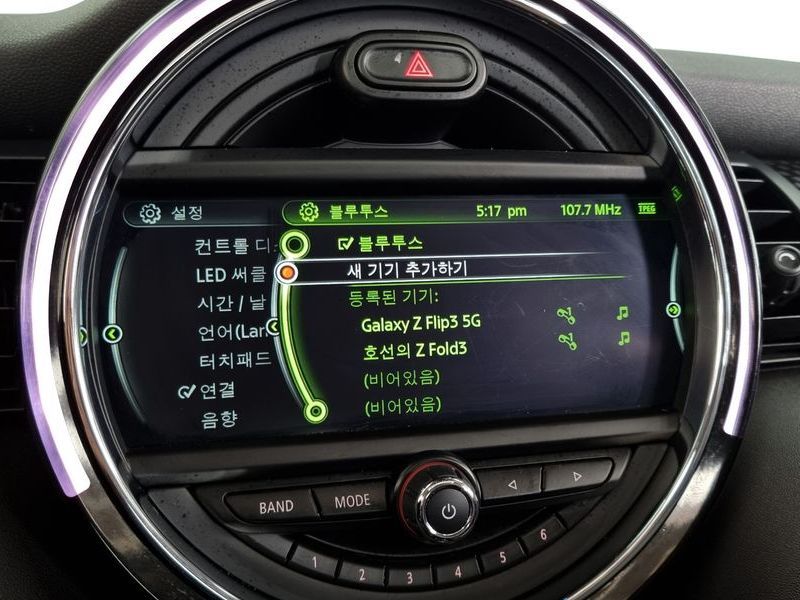 설정
컨트롤 디
LED 써클
시간 / 날
언어(Lan
터치패드
연결
음향
블루투스 5:17 pm 107.7 MHz TPEG
블루투스
새 기기 추가하기
등록된 기기:
Galaxy Z Flip3 5G
호선의 Z Fold3
(비어있음)
(비어있음)
BAND MODE
1 2 3 4 5 6